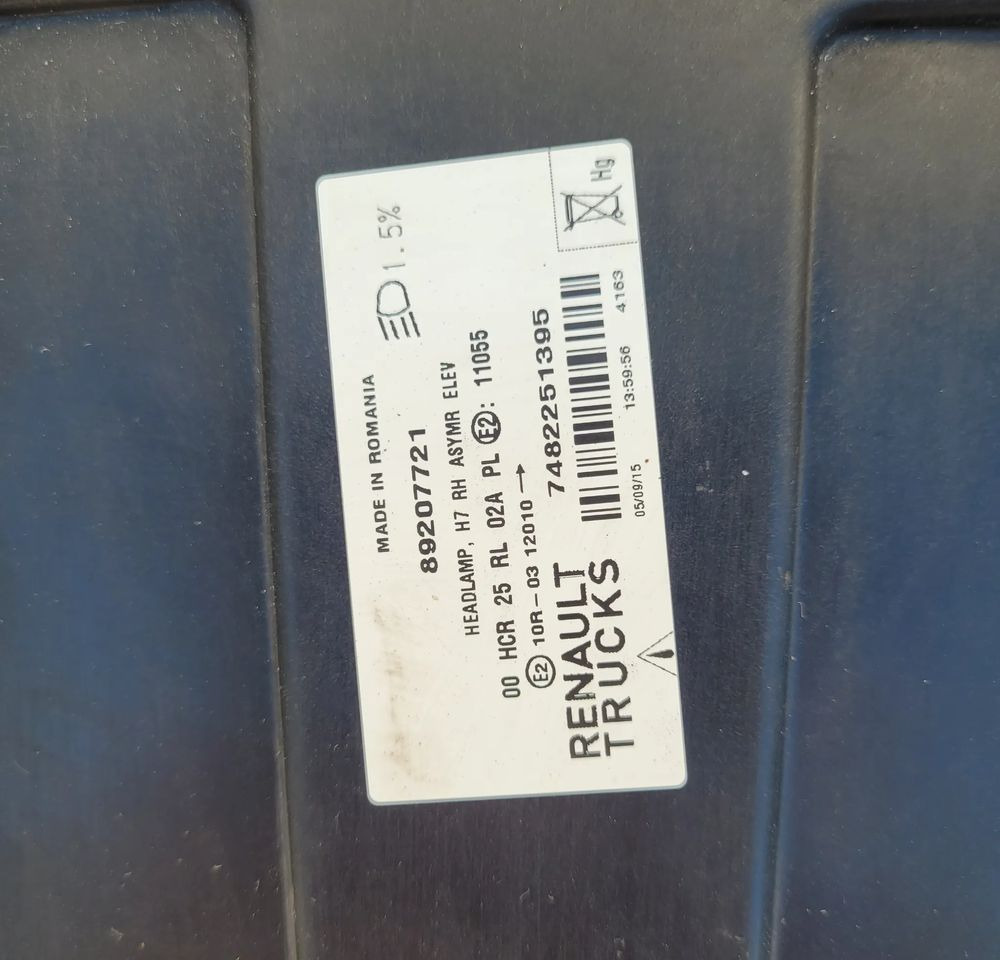 MADE IN ROMANIA
1.5%
89207721
HEADLAMP, H7 RH ASYMR ELEV
00 HCR 25 RL 02A PL E2: 11055
E2 10R-03 12010 →
RENAULT
TRUCKS
7482251395
05/09/15 13:59:56 4163
Hg